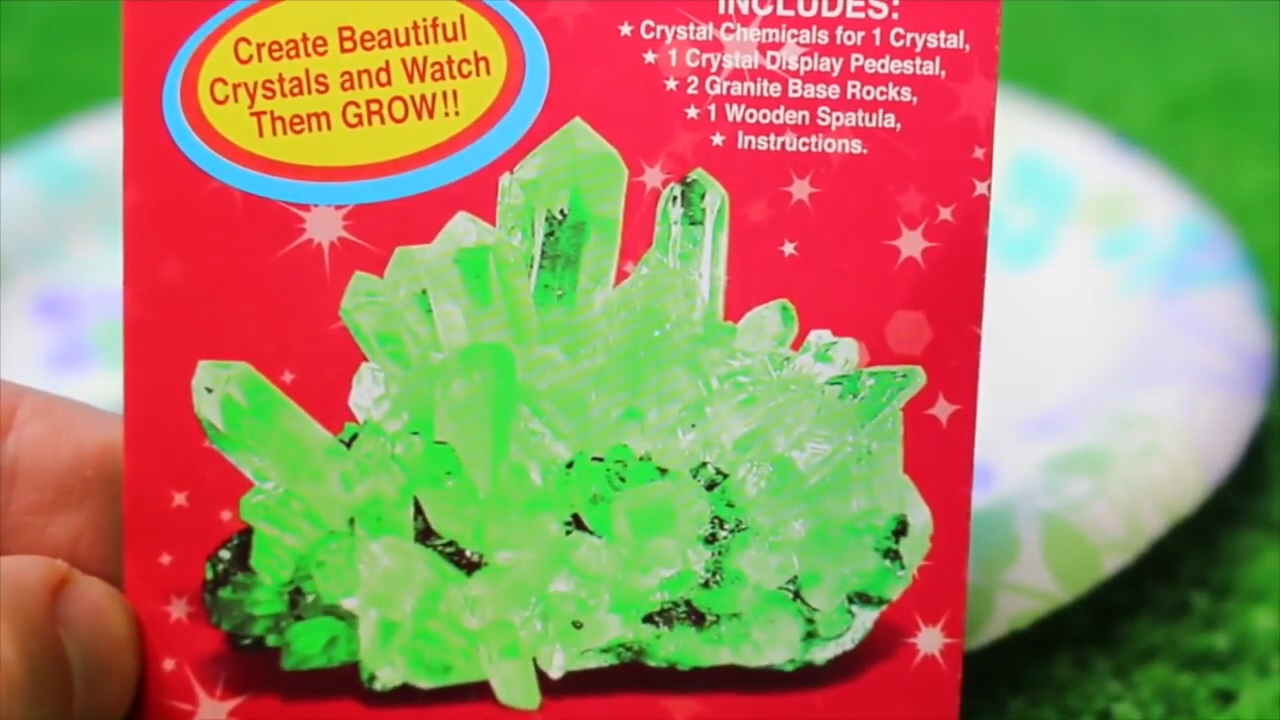 Create Beautiful
Crystals and Watch
Them GROW!!
INCLUDES:
★ Crystal Chemicals for 1 Crystal,
★ 1 Crystal Display Pedestal,
★ 2 Granite Base Rocks,
★ 1 Wooden Spatula,
★ Instructions.